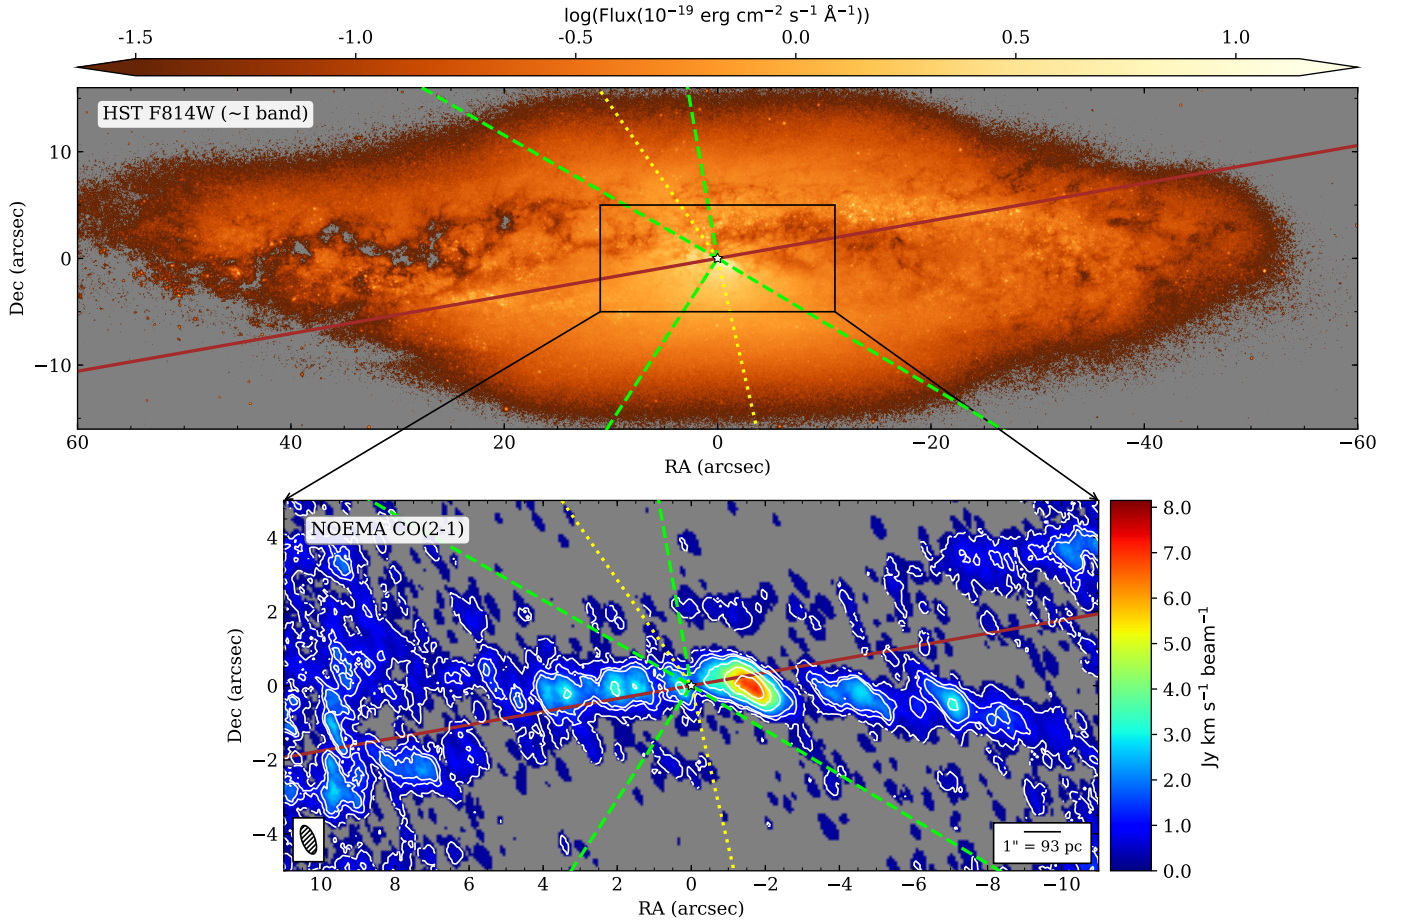 log(Flux(10⁻¹⁹ erg cm⁻² s⁻¹ Å⁻¹))
-1.5 -1.0 -0.5 0.0 0.5 1.0
HST F814W (~I band)
Dec (arcsec)
10
0
−10
60 40 20 0 −20 −40 −60
RA (arcsec)
NOEMA CO(2-1)
Dec (arcsec)
4
2
0
−2
−4
1" = 93 pc
10 8 6 4 2 0 −2 −4 −6 −8 −10
RA (arcsec)
8.0
7.0
6.0
5.0
4.0
3.0
2.0
1.0
0.0
Jy km s⁻¹ beam⁻¹